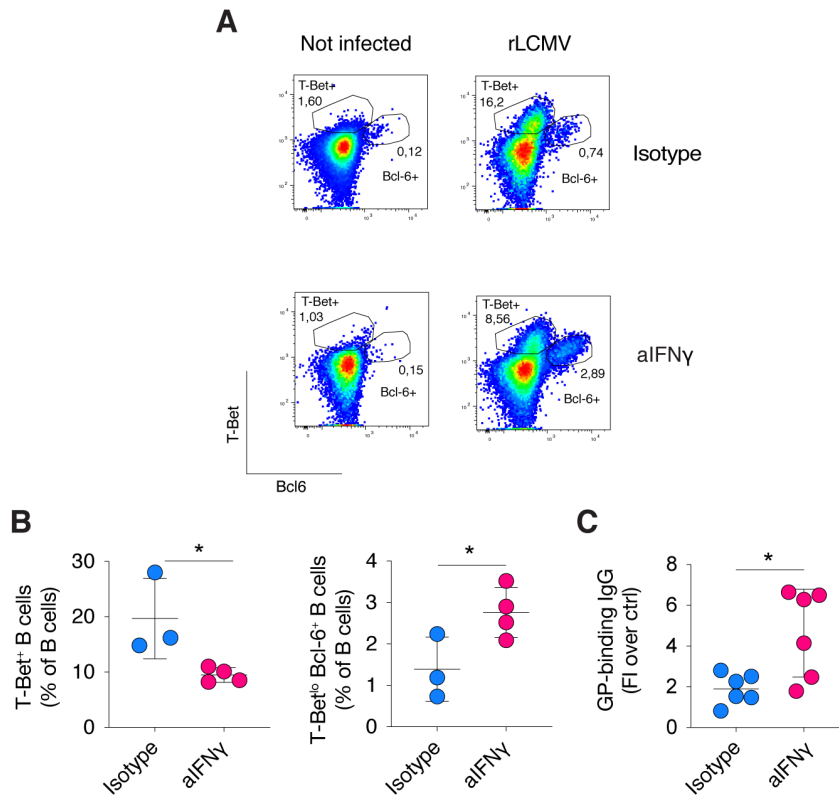 A
Not infected
rLCMV
T-Bet+
1,60
0,12
Bcl-6+
T-Bet+
16,2
0,74
Bcl-6+
Isotype
T-Bet+
1,03
0,15
Bcl-6+
T-Bet+
8,56
2,89
Bcl-6+
aIFNγ
T-Bet
Bcl6
B
T-Bet⁺ B cells
(% of B cells)
30
20
10
0
*
Isotype
aIFNγ
T-Betˡᵒ Bcl-6⁺ B cells
(% of B cells)
4
3
2
1
0
*
Isotype
aIFNγ
C
GP-binding IgG
(FI over ctrl)
8
6
4
2
0
*
Isotype
aIFNγ